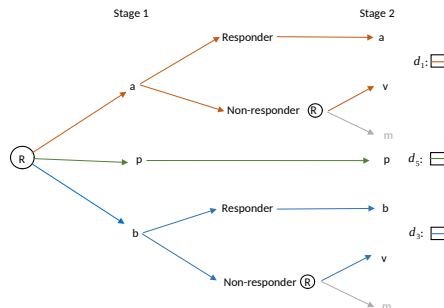 Stage 1 Stage 2
Responder a
d₁:
a v
Non-responder R
m
R p p d₅:
Responder b
b d₃:
v
Non-responder R
m